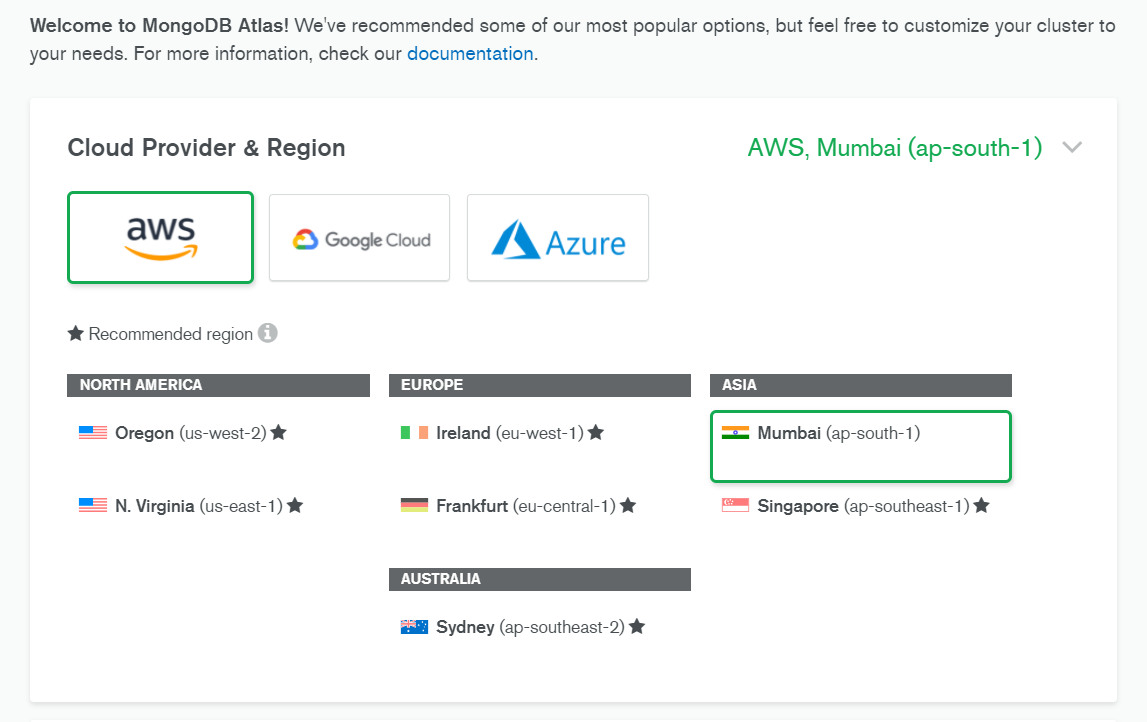 Welcome to MongoDB Atlas! We've recommended some of our most popular options, but feel free to customize your cluster to
your needs. For more information, check our documentation.
Cloud Provider & Region
AWS, Mumbai (ap-south-1)
aws
Google Cloud
Azure
★ Recommended region
NORTH AMERICA
Oregon (us-west-2) ★
N. Virginia (us-east-1) ★
EUROPE
Ireland (eu-west-1) ★
Frankfurt (eu-central-1) ★
AUSTRALIA
Sydney (ap-southeast-2) ★
ASIA
Mumbai (ap-south-1)
Singapore (ap-southeast-1) ★